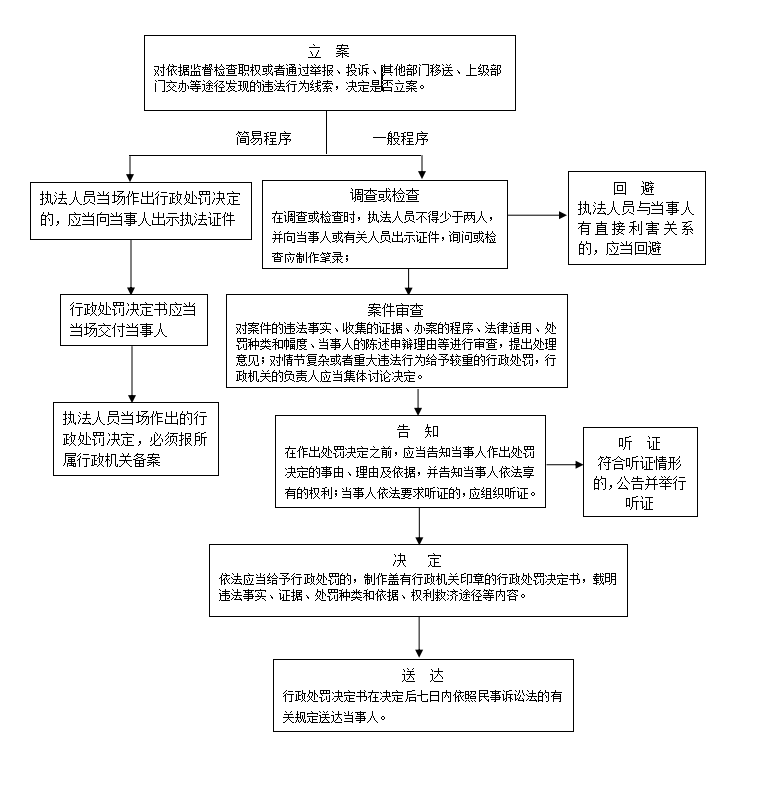 立 案
对依据监督检查职权或者通过举报、投诉、其他部门移送、上级部
门交办等途径发现的违法行为线索，决定是否立案。
简易程序
一般程序
执法人员当场作出行政处罚决定
的，应当向当事人出示执法证件
行政处罚决定书应当
当场交付当事人
执法人员当场作出的行
政处罚决定，必须报所
属行政机关备案
调查或检查
在调查或检查时，执法人员不得少于两人，
并向当事人或有关人员出示证件，询问或检
查应制作笔录；
回 避
执法人员与当事人
有直接利害关系
的，应当回避
案件审查
对案件的违法事实、收集的证据、办案的程序、法律适用、处
罚种类和幅度、当事人的陈述申辩理由等进行审查，提出处理
意见；对情节复杂或者重大违法行为给予较重的行政处罚，行
政机关的负责人应当集体讨论决定。
告 知
在作出处罚决定之前，应当告知当事人作出处罚
决定的事由、理由及依据，并告知当事人依法享
有的权利；当事人依法要求听证的，应组织听证。
听 证
符合听证情形
的，公告并举行
听证
决 定
依法应当给予行政处罚的，制作盖有行政机关印章的行政处罚决定书，载明
违法事实、证据、处罚种类和依据、权利救济途径等内容。
送 达
行政处罚决定书在决定后七日内依照民事诉讼法的有
关规定送达当事人。